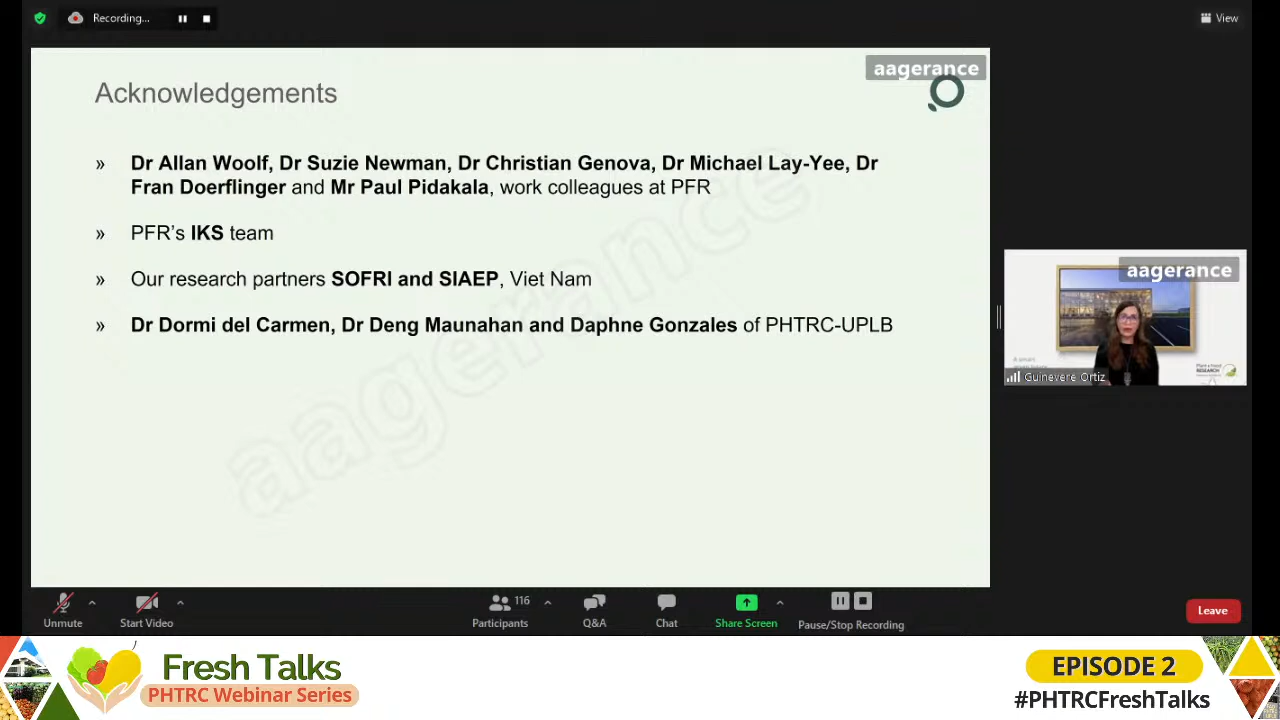 Recording...
View
aagerance
Acknowledgements
» Dr Allan Woolf, Dr Suzie Newman, Dr Christian Genova, Dr Michael Lay-Yee, Dr
Fran Doerflinger and Mr Paul Pidakala, work colleagues at PFR
» PFR's IKS team
» Our research partners SOFRI and SIAEP, Viet Nam
» Dr Dormi del Carmen, Dr Deng Maunahan and Daphne Gonzales of PHTRC-UPLB
aagerance
aagerance
A smart
RESEARCH
Guinevere Ortiz
Unmute
Start Video
116
Participants
Q&A
Chat
Share Screen
Pause/Stop Recording
Leave
Fresh Talks
PHTRC Webinar Series
EPISODE 2
#PHTRCFreshTalks